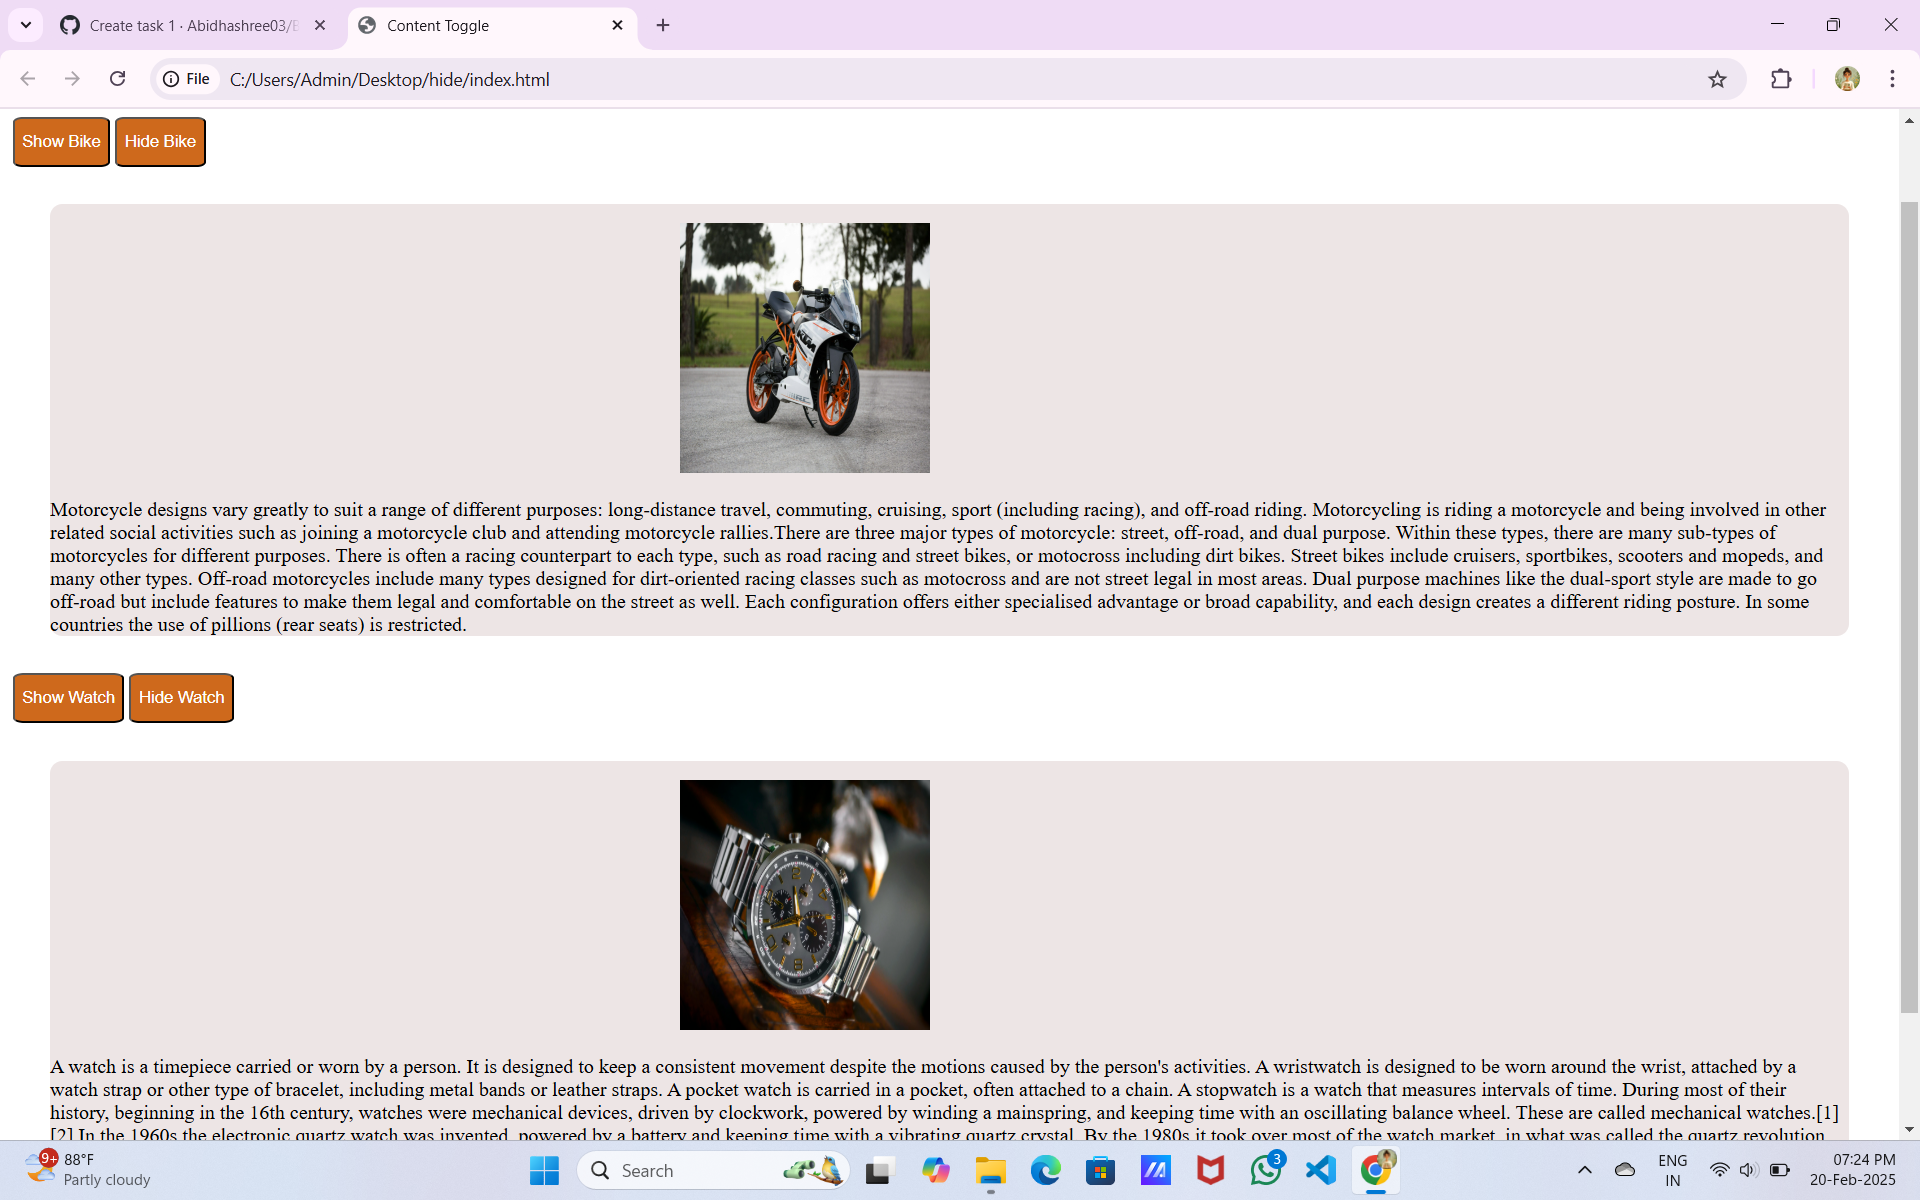 Create task 1 · Abidhashree03/
Content Toggle
File
C:/Users/Admin/Desktop/hide/index.html
Show Bike
Hide Bike
KTM
Motorcycle designs vary greatly to suit a range of different purposes: long-distance travel, commuting, cruising, sport (including racing), and off-road riding. Motorcycling is riding a motorcycle and being involved in other
related social activities such as joining a motorcycle club and attending motorcycle rallies.There are three major types of motorcycle: street, off-road, and dual purpose. Within these types, there are many sub-types of
motorcycles for different purposes. There is often a racing counterpart to each type, such as road racing and street bikes, or motocross including dirt bikes. Street bikes include cruisers, sportbikes, scooters and mopeds, and
many other types. Off-road motorcycles include many types designed for dirt-oriented racing classes such as motocross and are not street legal in most areas. Dual purpose machines like the dual-sport style are made to go
off-road but include features to make them legal and comfortable on the street as well. Each configuration offers either specialised advantage or broad capability, and each design creates a different riding posture. In some
countries the use of pillions (rear seats) is restricted.
Show Watch
Hide Watch
A watch is a timepiece carried or worn by a person. It is designed to keep a consistent movement despite the motions caused by the person's activities. A wristwatch is designed to be worn around the wrist, attached by a
watch strap or other type of bracelet, including metal bands or leather straps. A pocket watch is carried in a pocket, often attached to a chain. A stopwatch is a watch that measures intervals of time. During most of their
history, beginning in the 16th century, watches were mechanical devices, driven by clockwork, powered by winding a mainspring, and keeping time with an oscillating balance wheel. These are called mechanical watches.[1]
[2] In the 1960s the electronic quartz watch was invented, powered by a battery and keeping time with a vibrating quartz crystal. By the 1980s it took over most of the watch market, in what was called the quartz revolution
9+
88°F
Partly cloudy
Search
3
ENG
IN
07:24 PM
20-Feb-2025